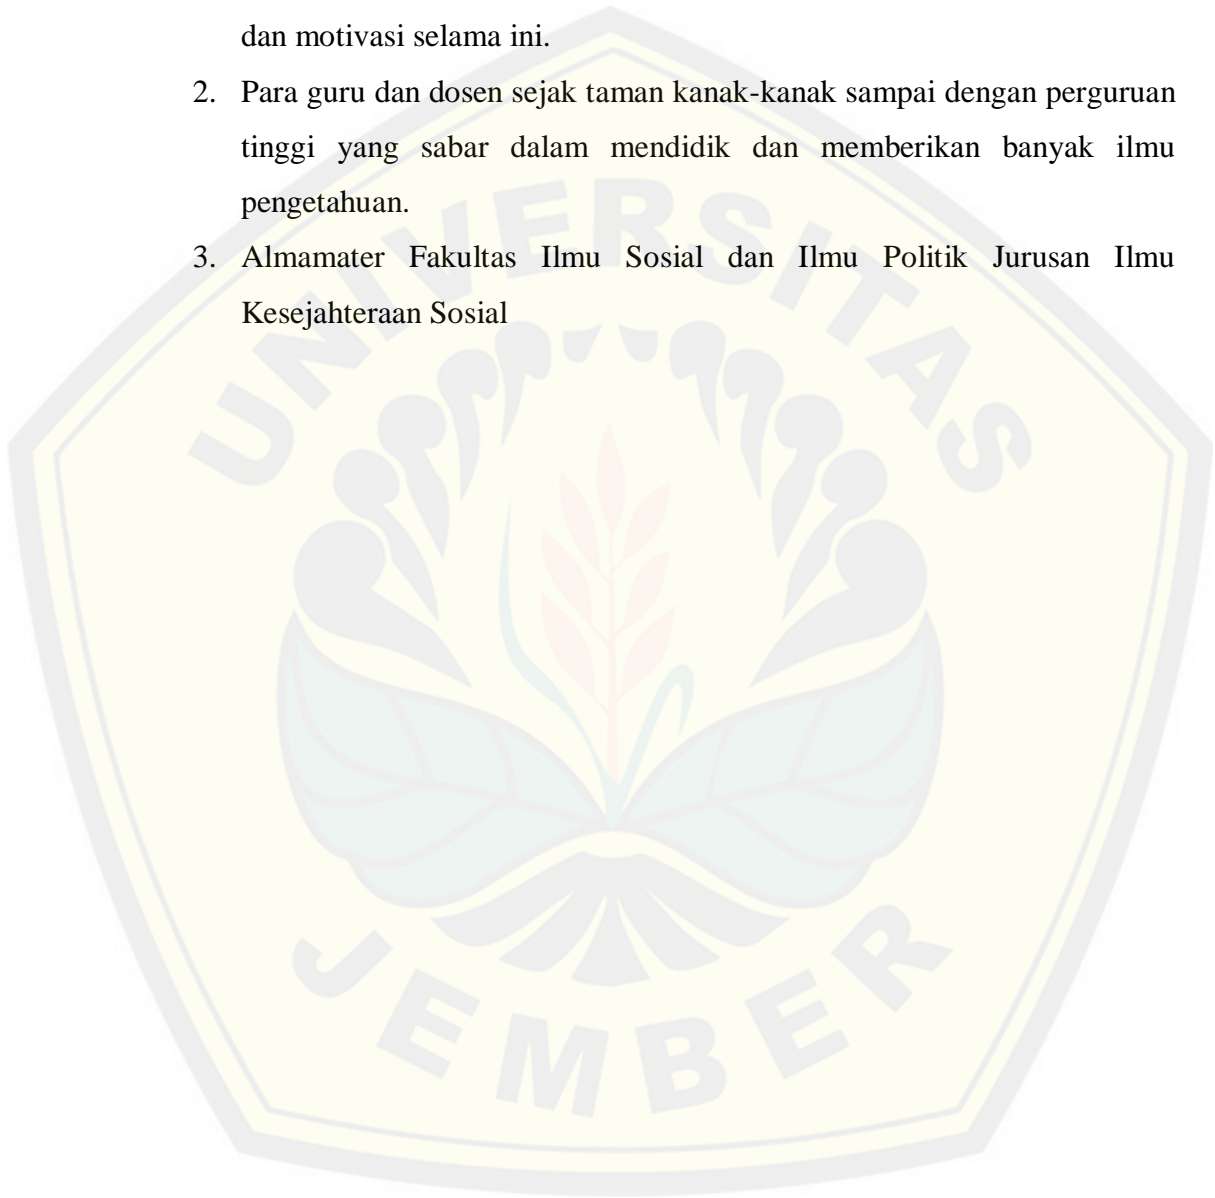 dan motivasi selama ini.
2. Para guru dan dosen sejak taman kanak-kanak sampai dengan perguruan
tinggi yang sabar dalam mendidik dan memberikan banyak ilmu
pengetahuan.
3. Almamater Fakultas Ilmu Sosial dan Ilmu Politik Jurusan Ilmu
Kesejahteraan Sosial
UNIVERSITAS
JEMBER